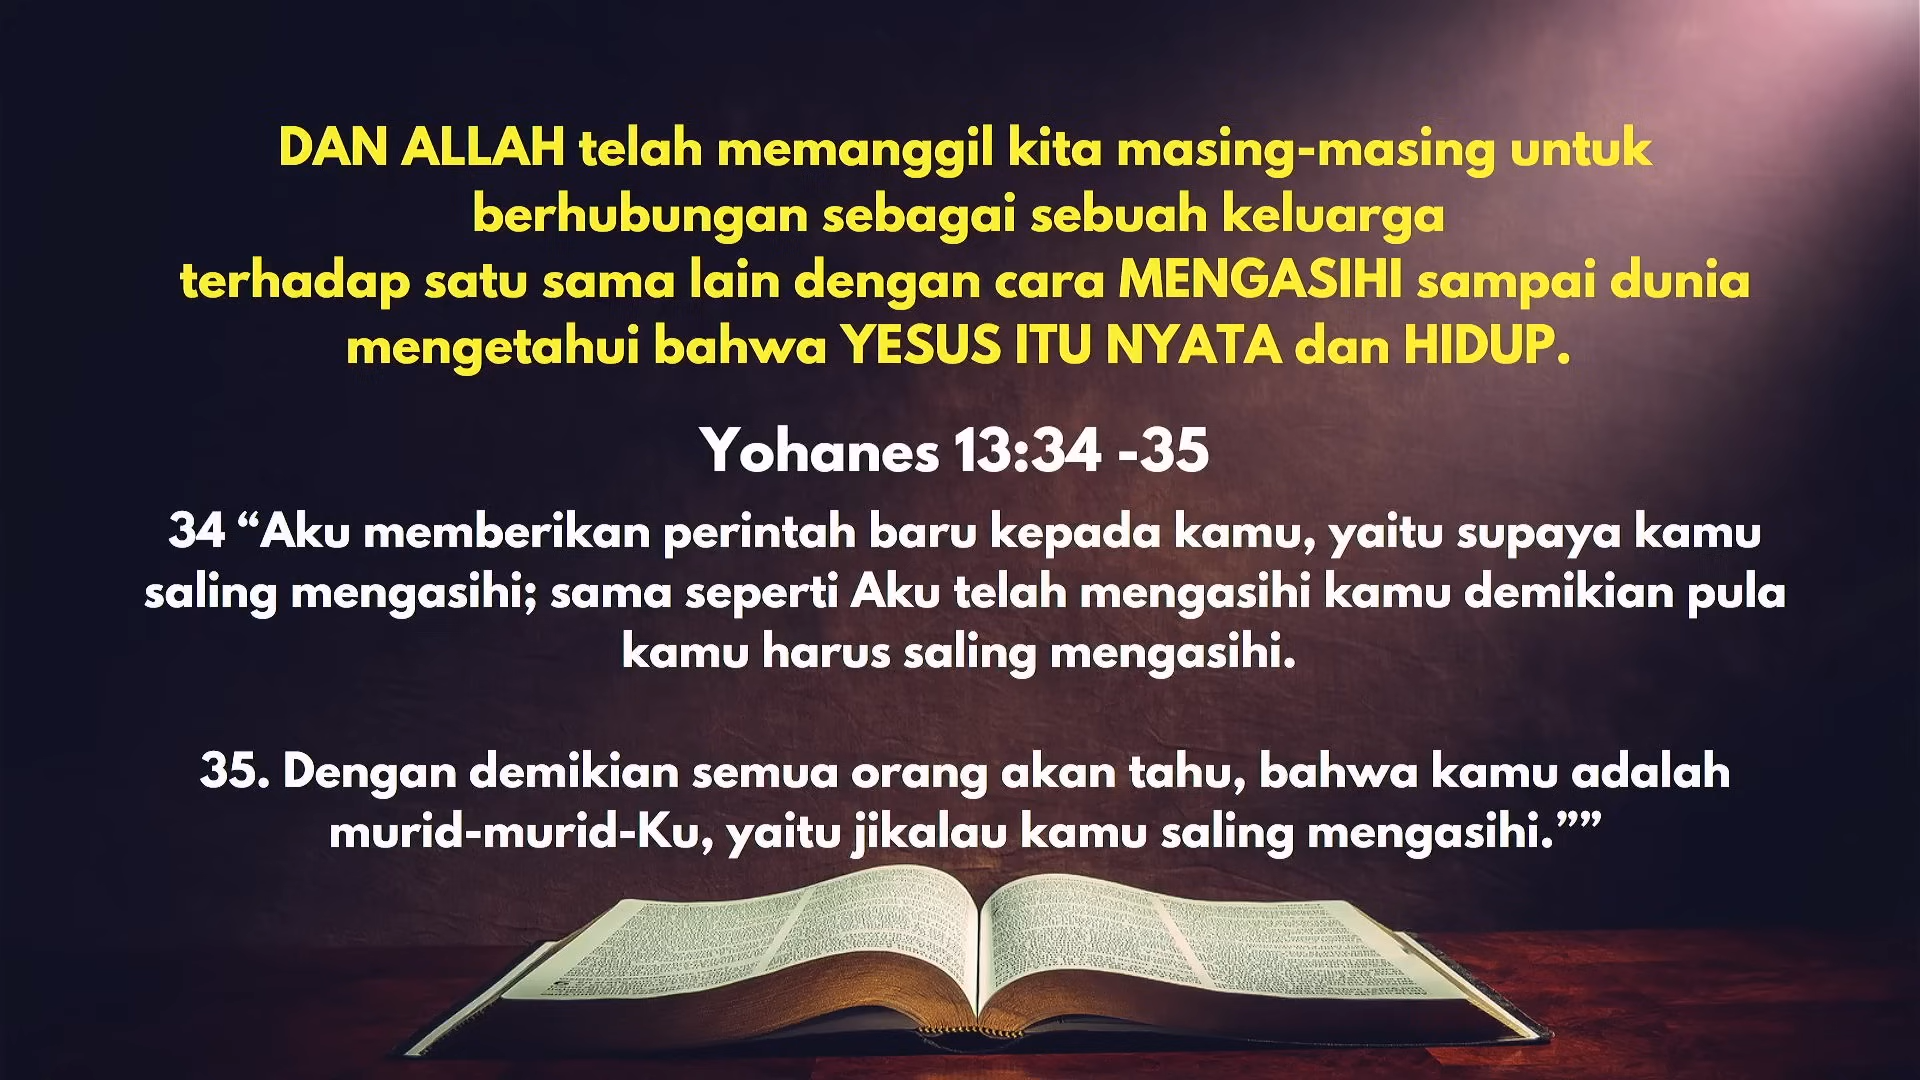 DAN ALLAH telah memanggil kita masing-masing untuk
berhubungan sebagai sebuah keluarga
terhadap satu sama lain dengan cara MENGASIHI sampai dunia
mengetahui bahwa YESUS ITU NYATA dan HIDUP.
Yohanes 13:34 -35
34 “Aku memberikan perintah baru kepada kamu, yaitu supaya kamu
saling mengasihi; sama seperti Aku telah mengasihi kamu demikian pula
kamu harus saling mengasihi.
35. Dengan demikian semua orang akan tahu, bahwa kamu adalah
murid-murid-Ku, yaitu jikalau kamu saling mengasihi.””